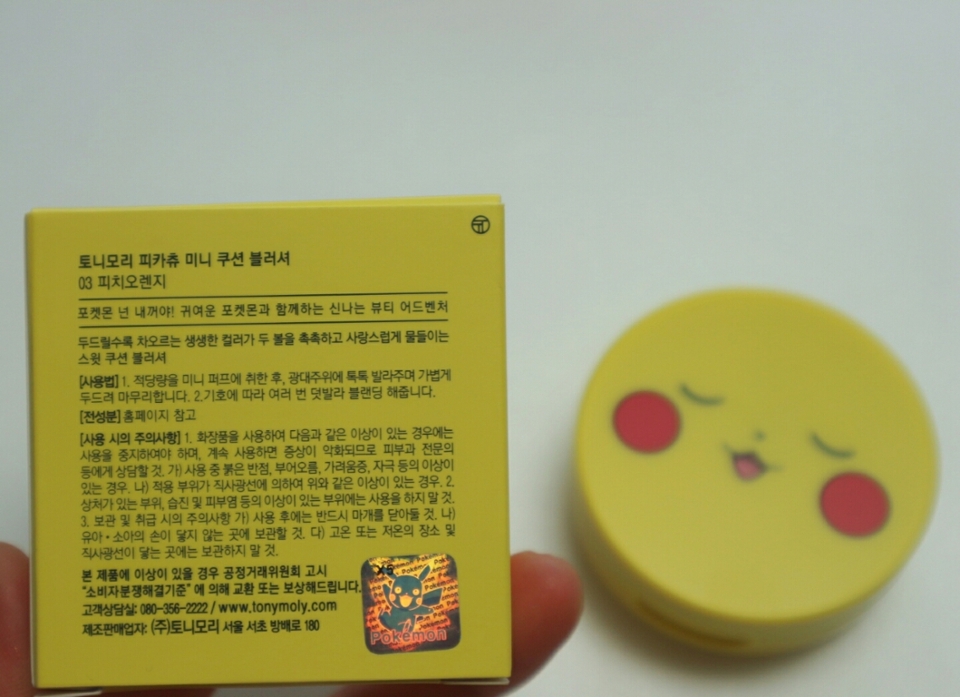 토니모리 피카츄 미니 쿠션 블러셔
03 피치오렌지
포켓몬 넌 내꺼야! 귀여운 포켓몬과 함께하는 신나는 뷰티 어드벤처
두드릴수록 차오르는 생생한 컬러가 두 볼을 촉촉하고 사랑스럽게 물들이는
스윗 쿠션 블러셔
[사용법] 1. 적당량을 미니 퍼프에 취한 후, 광대주위에 톡톡 발라주며 가볍게
두드려 마무리합니다. 2.기호에 따라 여러 번 덧발라 블랜딩 해줍니다.
[전성분] 홈페이지 참고
[사용 시의 주의사항] 1. 화장품을 사용하여 다음과 같은 이상이 있는 경우에는
사용을 중지하여야 하며, 계속 사용하면 증상이 악화되므로 피부과 전문의
등에게 상담할 것. 가) 사용 중 붉은 반점, 부어오름, 가려움증, 자극 등의 이상이
있는 경우. 나) 적용 부위가 직사광선에 의하여 위와 같은 이상이 있는 경우. 2.
상처가 있는 부위, 습진 및 피부염 등의 이상이 있는 부위에는 사용을 하지 말 것.
3. 보관 및 취급 시의 주의사항 가) 사용 후에는 반드시 마개를 닫아둘 것. 나)
유아•소아의 손이 닿지 않는 곳에 보관할 것. 다) 고온 또는 저온의 장소 및
직사광선이 닿는 곳에는 보관하지 말 것.
본 제품에 이상이 있을 경우 공정거래위원회 고시
"소비자분쟁해결기준" 에 의해 교환 또는 보상해드립니다.
고객상담실: 080-356-2222 / www.tonymoly.com
제조판매업자: (주)토니모리 서울 서초 방배로 180
XS
Pokémon